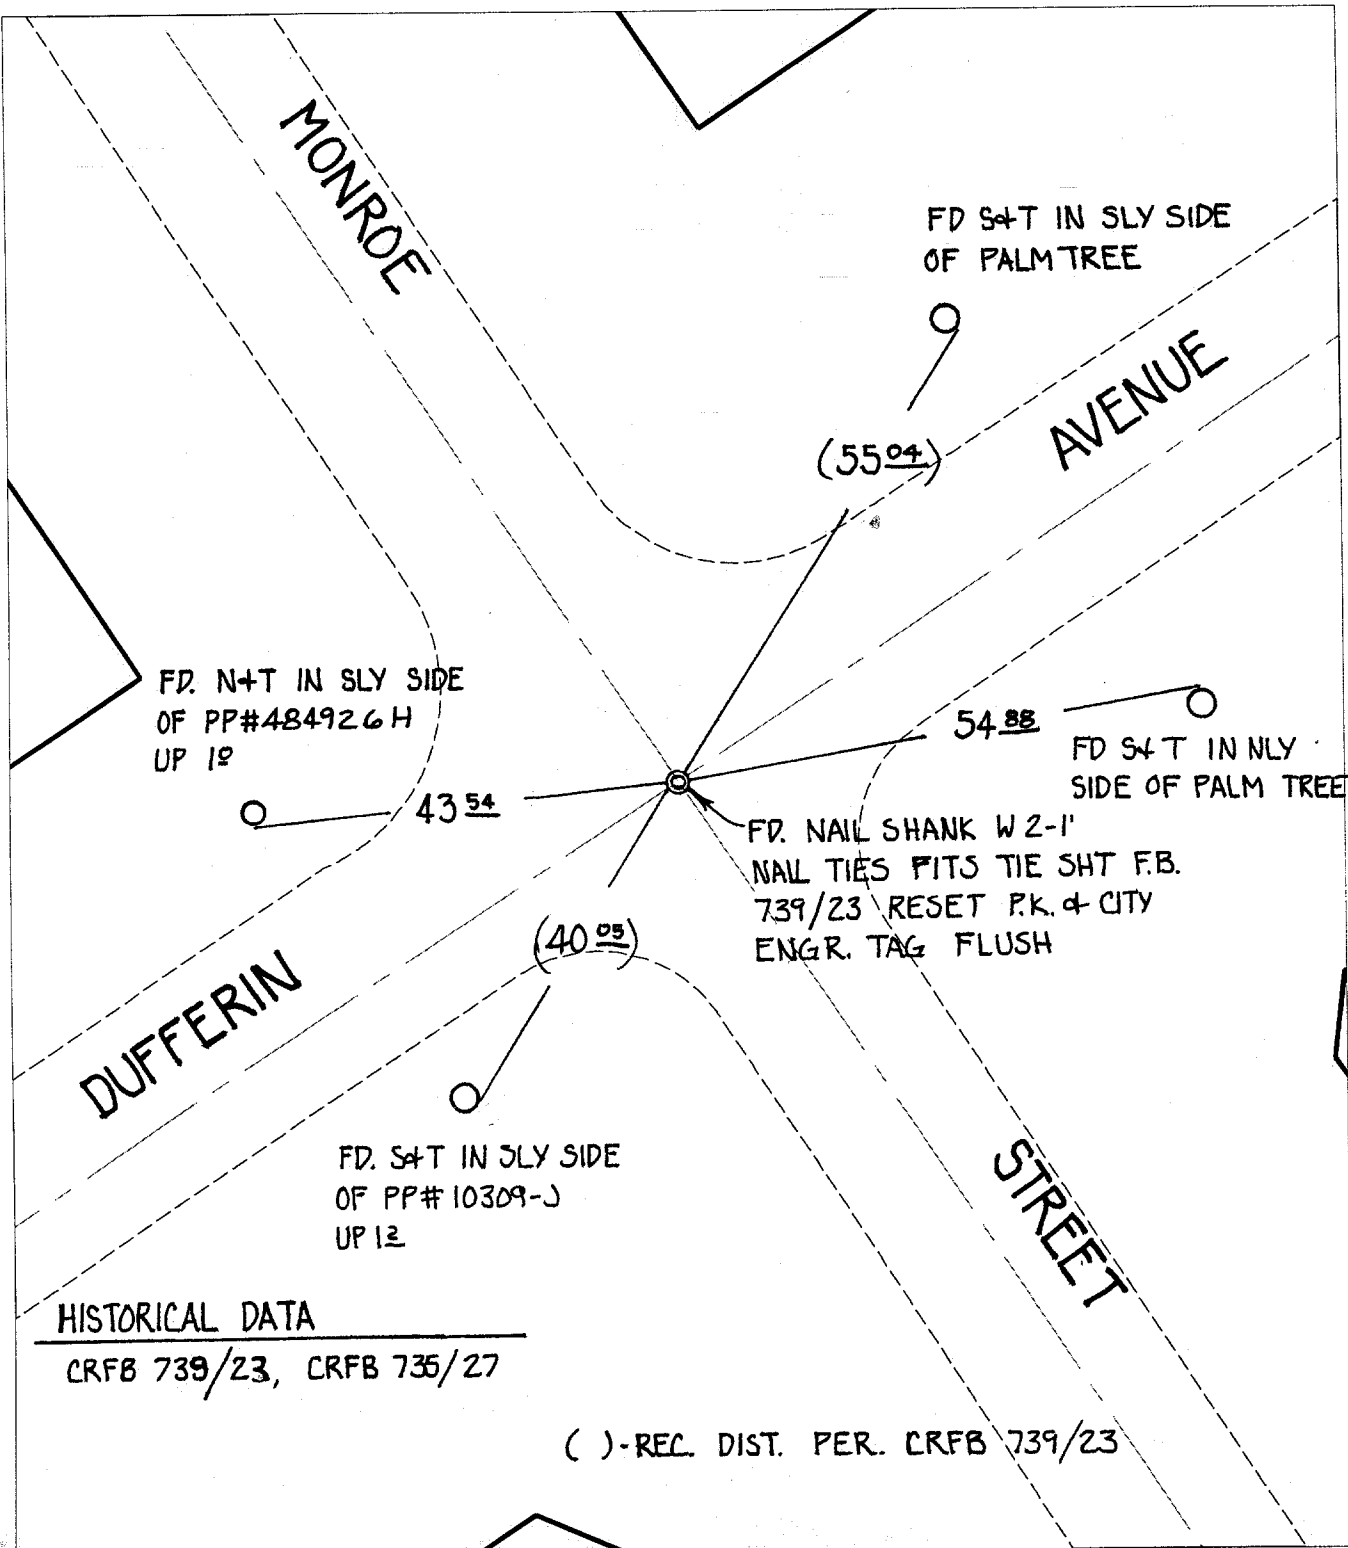 MONROE
FD S&T IN SLY SIDE
OF PALM TREE
AVENUE
(55 04)
FD. N+T IN SLY SIDE
OF PP#484926H
UP 1º
43 54
54 88
FD S&T IN NLY
SIDE OF PALM TREE
FD. NAIL SHANK W 2-1'
NAIL TIES FITS TIE SHT F.B.
739/23 RESET P.K. & CITY
ENGR. TAG FLUSH
(40 05)
DUFFERIN
FD. S&T IN SLY SIDE
OF PP# 10309-J
UP 1²
STREET
HISTORICAL DATA
CRFB 739/23, CRFB 735/27
( )-REC. DIST. PER. CRFB 739/23